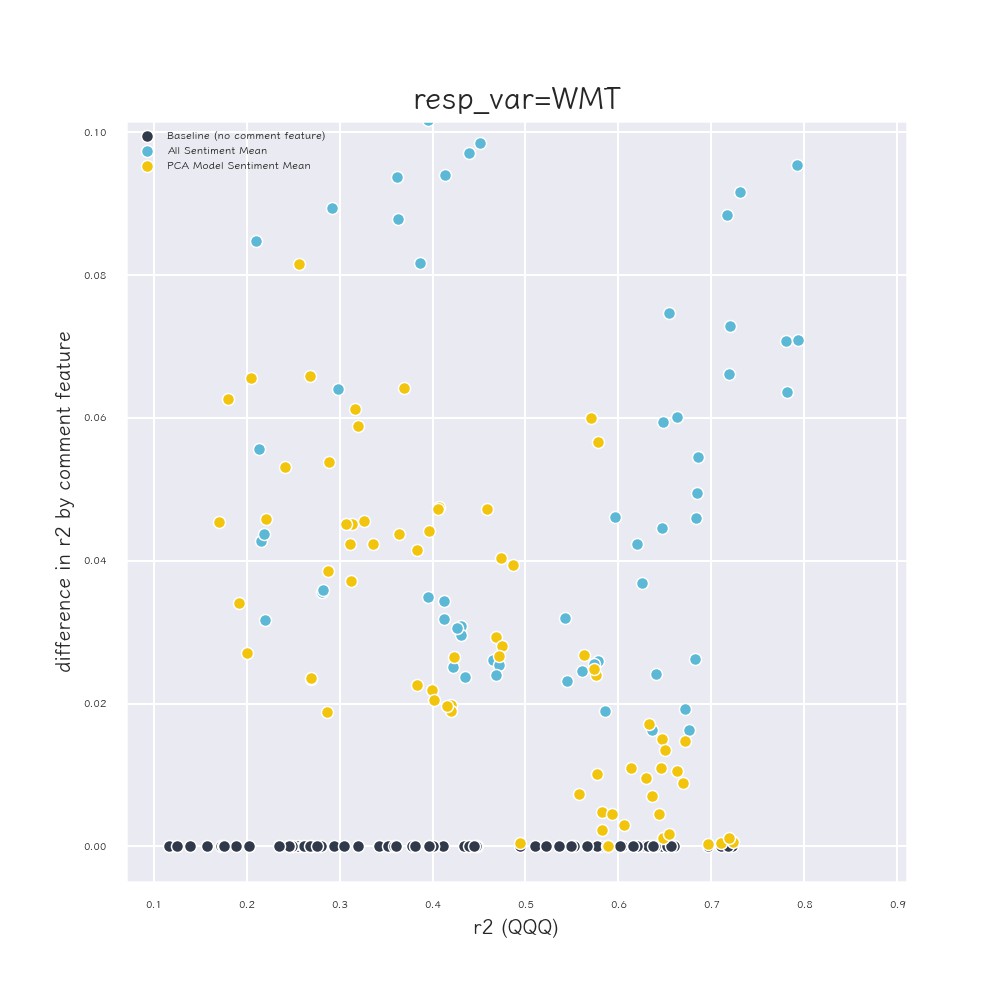 resp_var=WMT
Baseline (no comment feature)
All Sentiment Mean
PCA Model Sentiment Mean
difference in r2 by comment feature
0.10
0.08
0.06
0.04
0.02
0.00
0.1 0.2 0.3 0.4 0.5 0.6 0.7 0.8 0.9
r2 (QQQ)